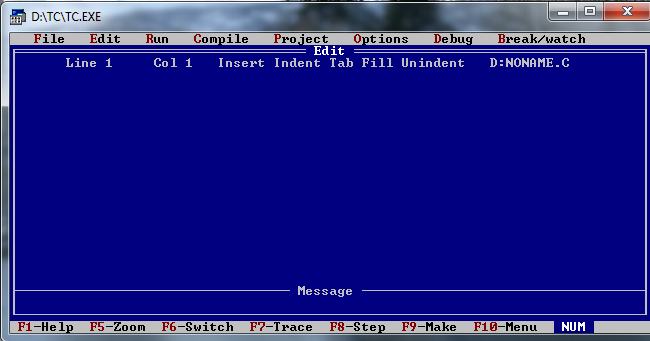 D:\TC\TC.EXE
File Edit Run Compile Project Options Debug Break/watch
Edit
Line 1 Col 1 Insert Indent Tab Fill Unindent D:NONAME.C
Message
F1-Help F5-Zoom F6-Switch F7-Trace F8-Step F9-Make F10-Menu NUM